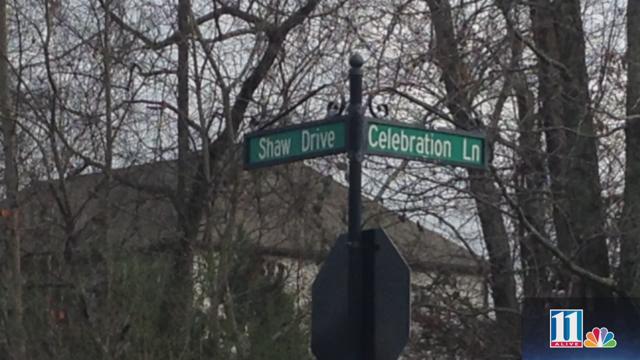 Shaw Drive
Celebration Ln
11
ALIVE